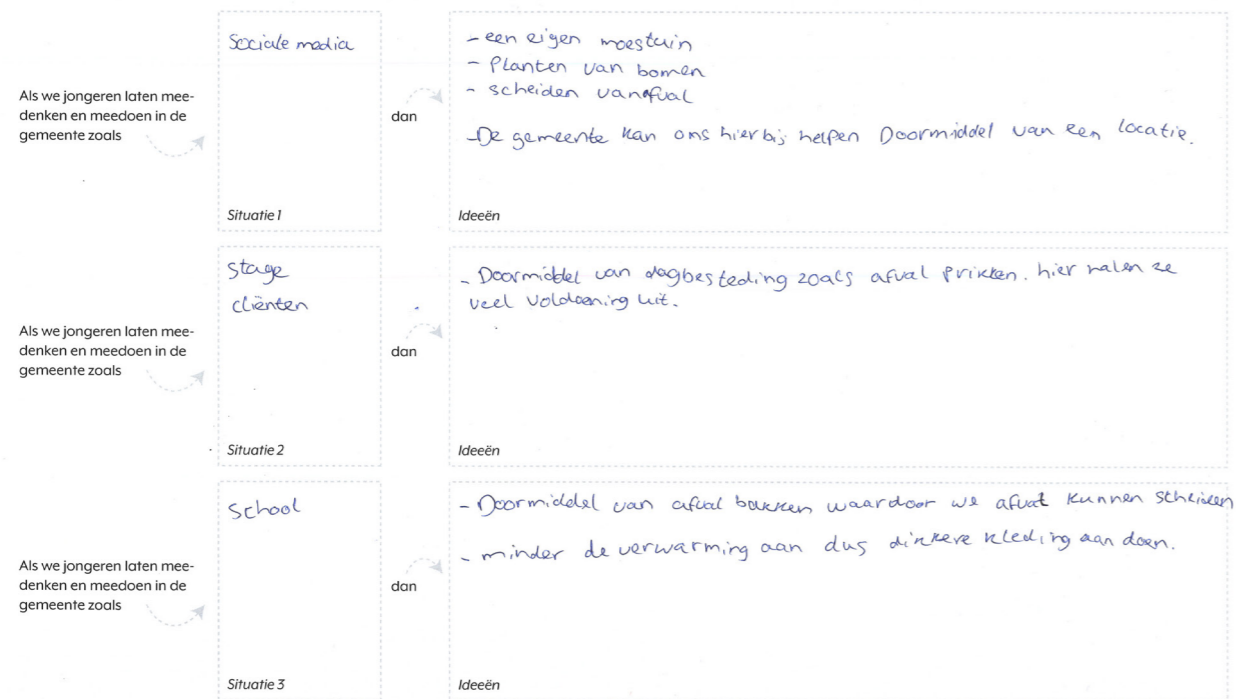 Als we jongeren laten mee-
denken en meedoen in de
gemeente zoals
Sociale media
Situatie 1
dan
- een eigen moestuin
- Planten van bomen
- scheiden van afval
- De gemeente kan ons hierbij helpen Doormiddel van een locatie.
Ideeën
Als we jongeren laten mee-
denken en meedoen in de
gemeente zoals
Stage
cliënten
Situatie 2
dan
- Doormiddel van dagbesteding zoals afval prikken. hier halen ze
veel voldoening uit.
Ideeën
Als we jongeren laten mee-
denken en meedoen in de
gemeente zoals
School
Situatie 3
dan
- Doormiddel van afval bakken waardoor we afval kunnen scheiden
- minder de verwarming aan dus dikkere kleding aan doen.
Ideeën